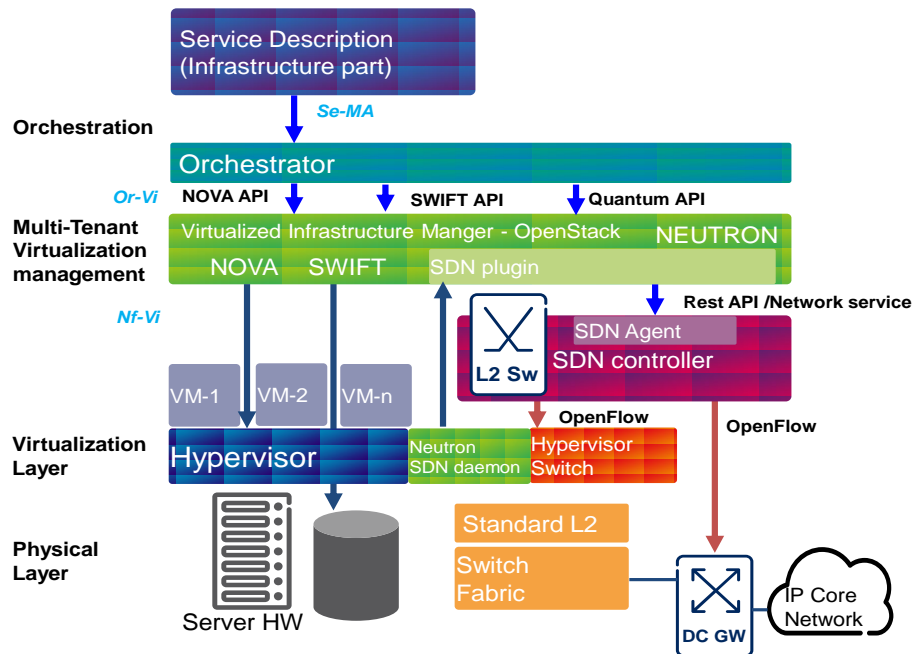 Service Description
(Infrastructure part)
Se-MA
Orchestration
Orchestrator
Or-Vi
NOVA API
SWIFT API
Quantum API
Multi-Tenant
Virtualization
management
Virtualized Infrastructure Manger - OpenStack
NEUTRON
NOVA
SWIFT
SDN plugin
Nf-Vi
Rest API /Network service
SDN Agent
SDN controller
L2 Sw
VM-1
VM-2
VM-n
OpenFlow
OpenFlow
Virtualization
Layer
Hypervisor
Neutron
SDN daemon
Hypervisor
Switch
Physical
Layer
Server HW
Standard L2
Switch
Fabric
DC GW
IP Core
Network